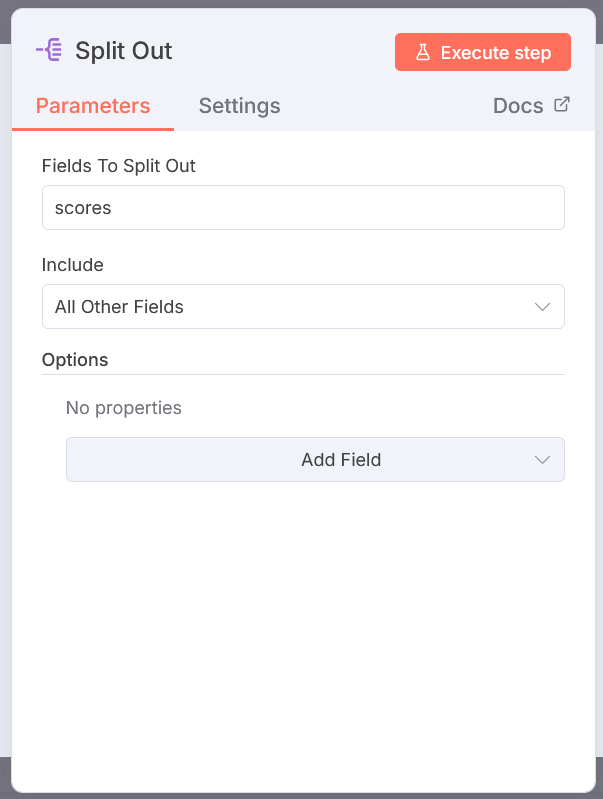 Split Out
Execute step
Parameters
Settings
Docs
Fields To Split Out
scores
Include
All Other Fields
Options
No properties
Add Field